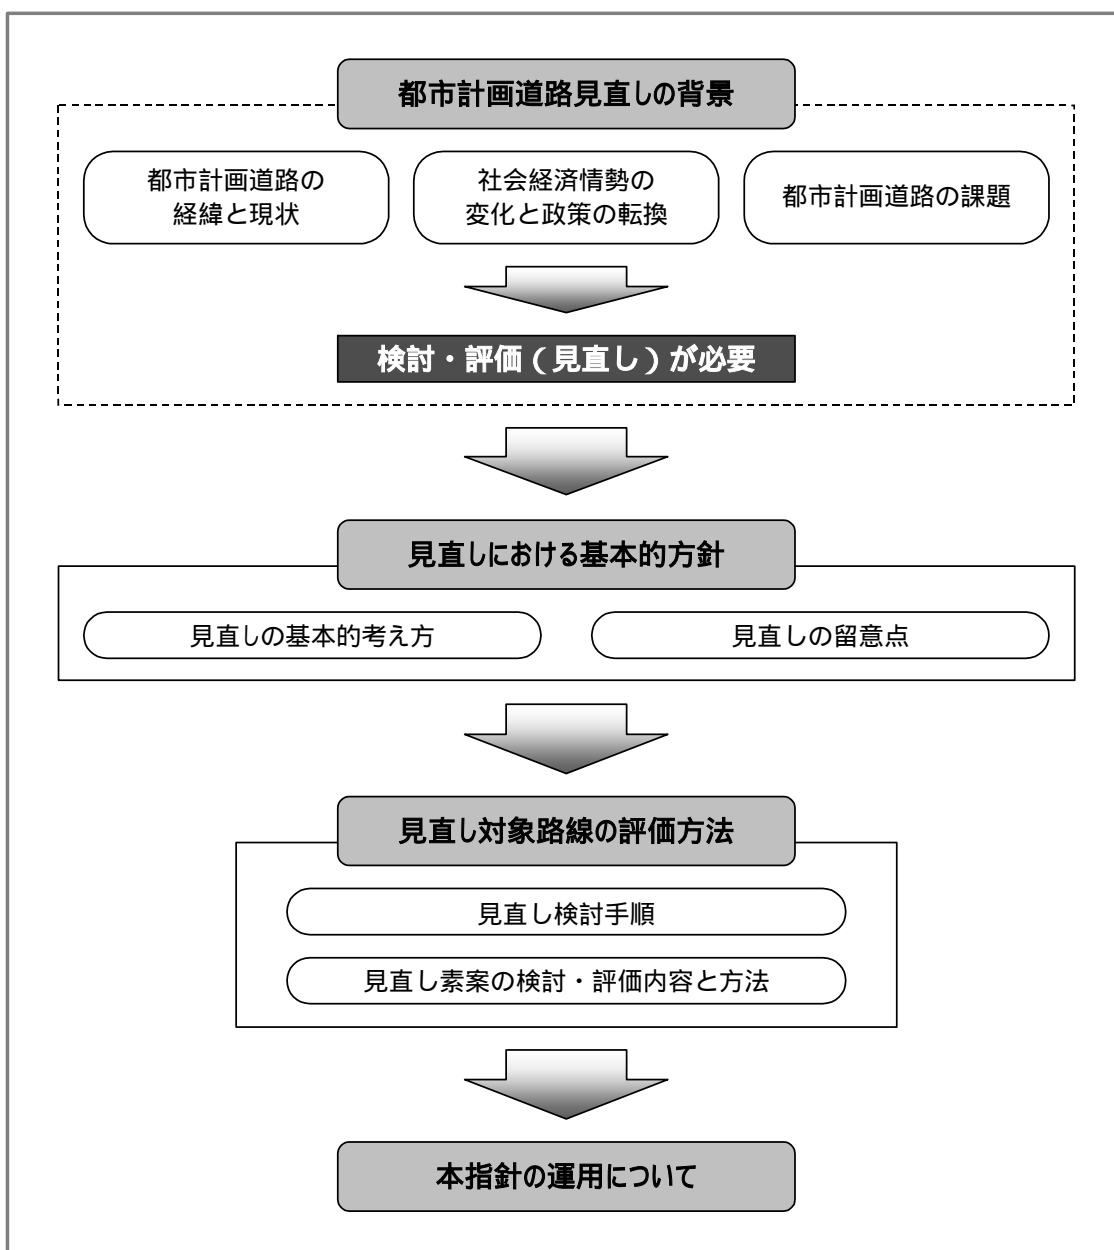 都市計画道路見直しの背景
都市計画道路の
経緯と現状
社会経済情勢の
変化と政策の転換
都市計画道路の課題
検討・評価(見直し)が必要
見直しにおける基本的方針
見直しの基本的考え方
見直しの留意点
見直し対象路線の評価方法
見直し検討手順
見直し素案の検討・評価内容と方法
本指針の運用について